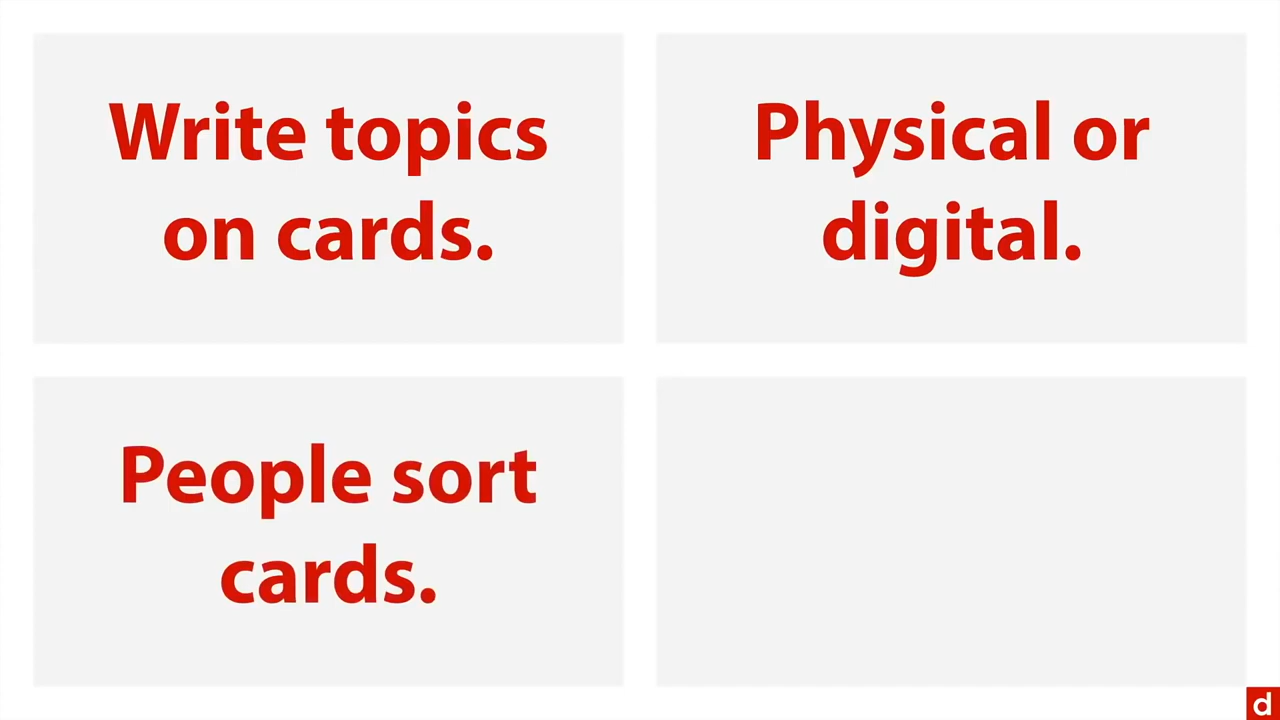 Write topics
on cards.
Physical or
digital.
People sort
cards.
d